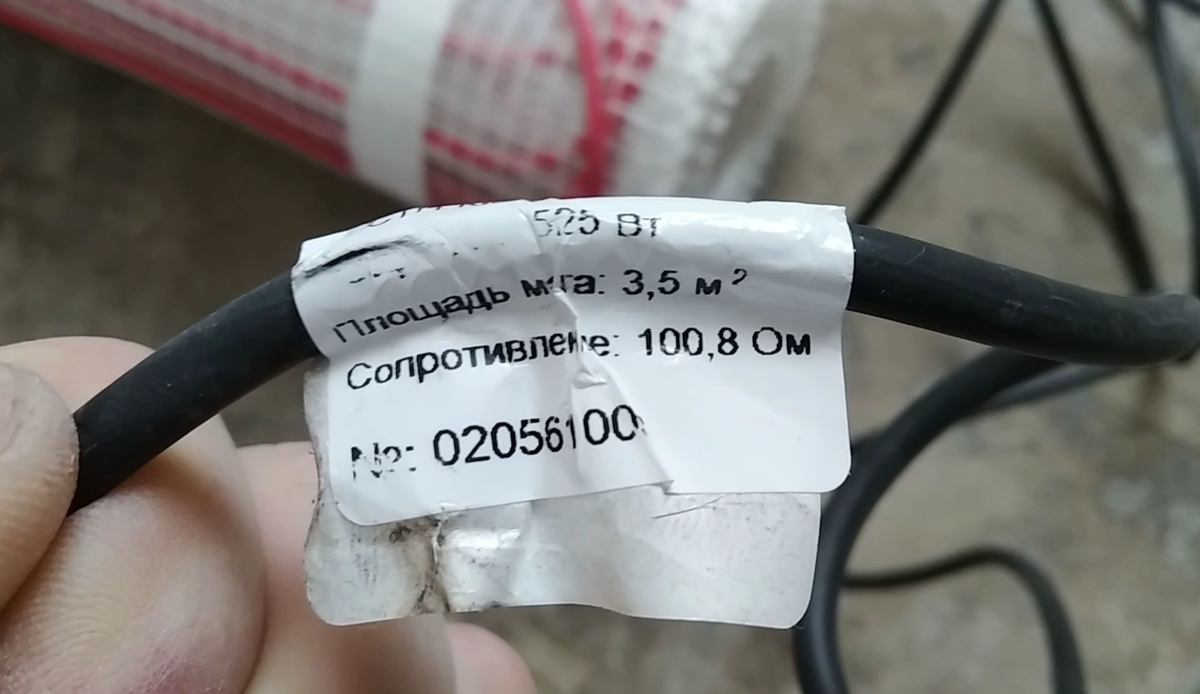 525 Вт
Площадь мата: 3,5 м²
Сопротивление: 100,8 Ом
№: 02056100